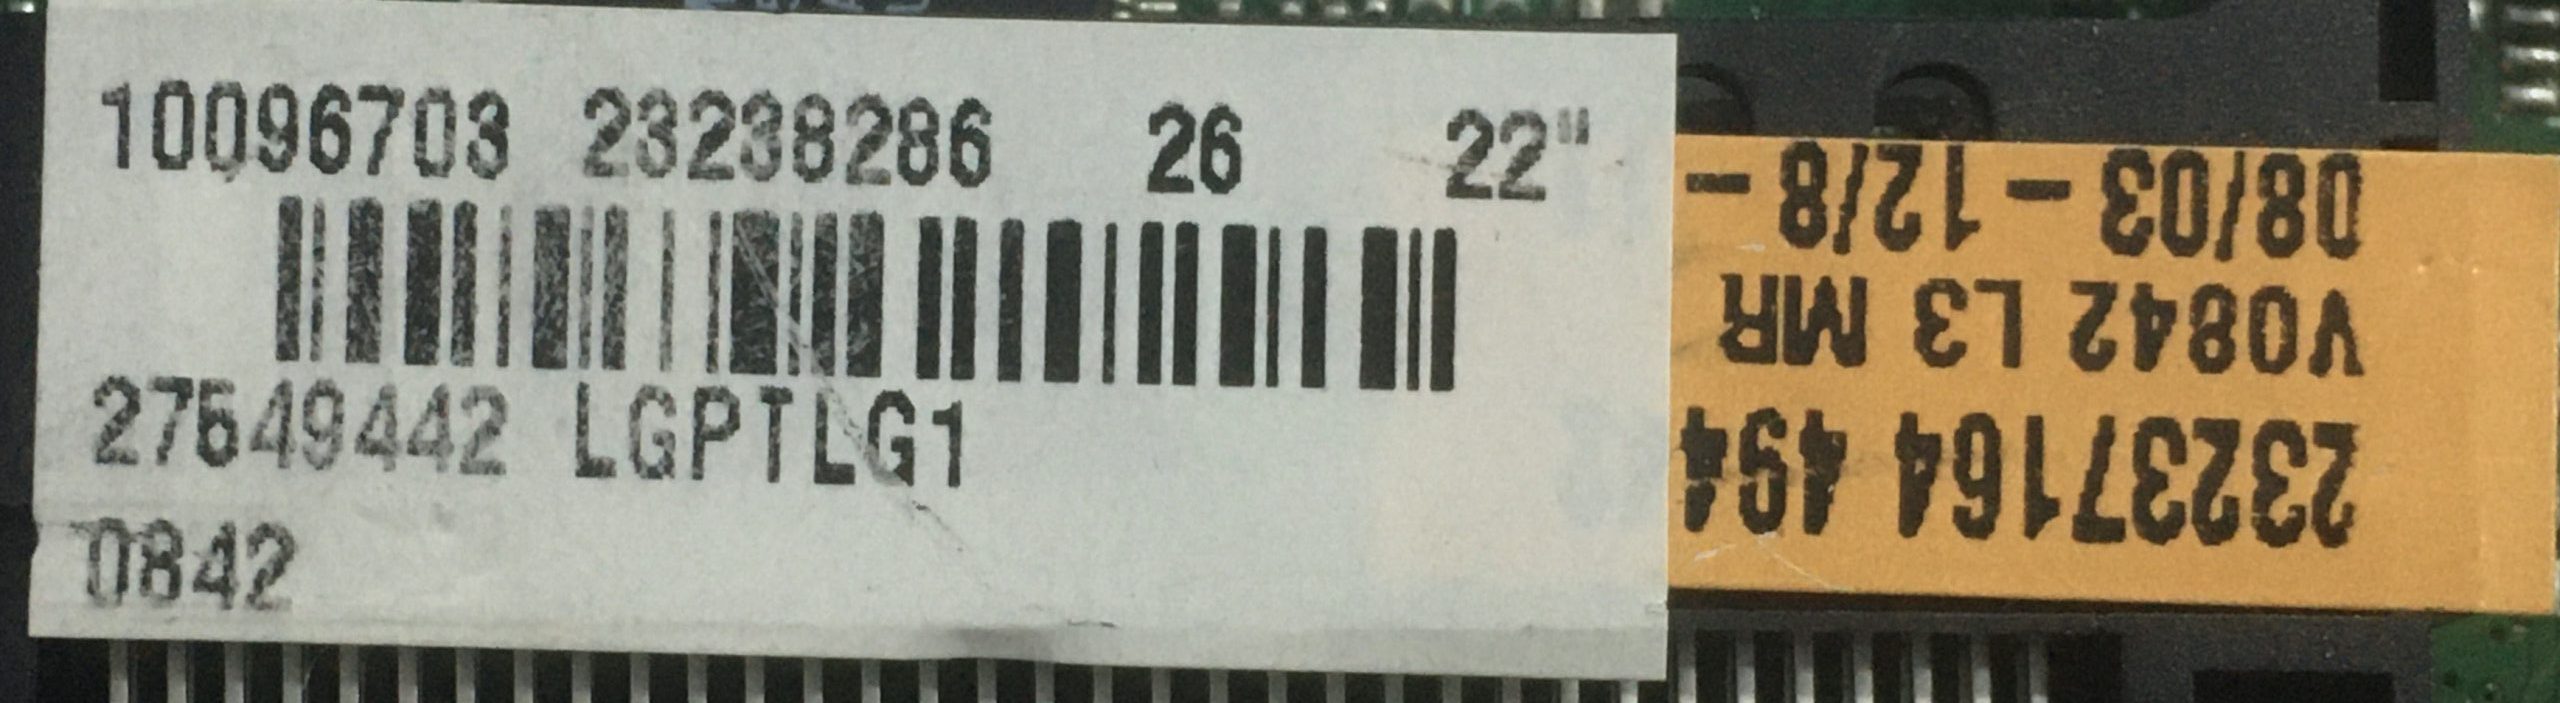 10096703 23238286 26 22"
27649442 LGPTLG1
0842
23237164 494
V0842 L3 MR
08/03 - 12/8 -